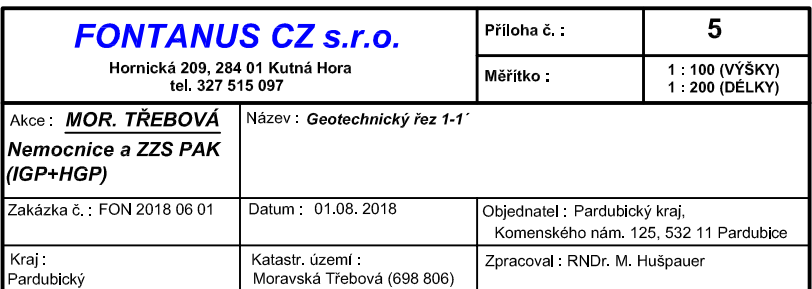 FONTANUS CZ s.r.o.
Hornická 209, 284 01 Kutná Hora
tel. 327 515 097
Příloha č. : 5
Měřítko : 1 : 100 (VÝŠKY)
1 : 200 (DÉLKY)
Akce : MOR. TŘEBOVÁ
Nemocnice a ZZS PAK
(IGP+HGP)
Název : Geotechnický řez 1-1´
Zakázka č. : FON 2018 06 01
Datum : 01.08. 2018
Objednatel : Pardubický kraj,
Komenského nám. 125, 532 11 Pardubice
Kraj :
Pardubický
Katastr. území :
Moravská Třebová (698 806)
Zpracoval : RNDr. M. Hušpauer